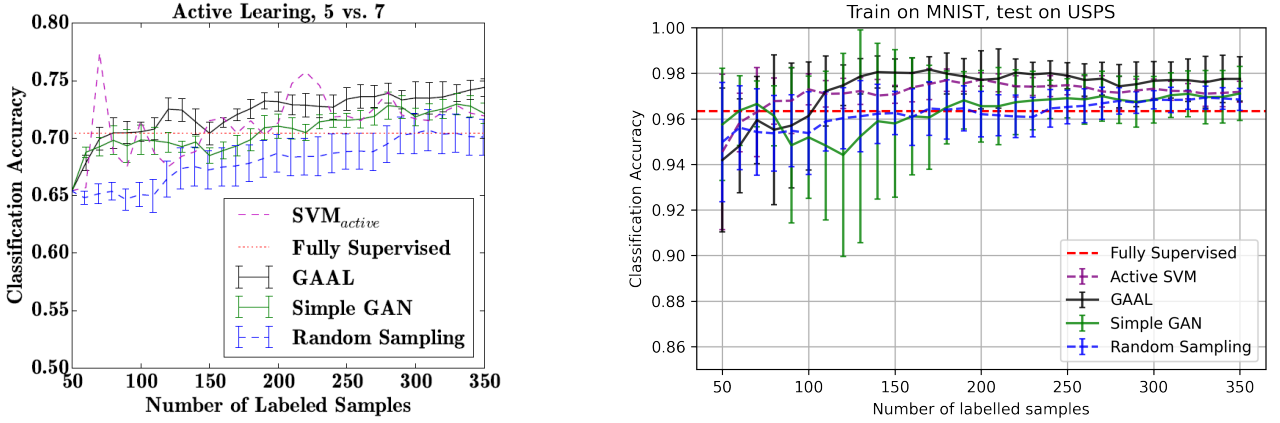 Active Learing, 5 vs. 7
Classification Accuracy
0.80
0.75
0.70
0.65
0.60
0.55
0.50
SVM_active
Fully Supervised
GAAL
Simple GAN
Random Sampling
50 100 150 200 250 300 350
Number of Labeled Samples
Train on MNIST, test on USPS
Classification Accuracy
1.00
0.98
0.96
0.94
0.92
0.90
0.88
0.86
Fully Supervised
Active SVM
GAAL
Simple GAN
Random Sampling
50 100 150 200 250 300 350
Number of labelled samples